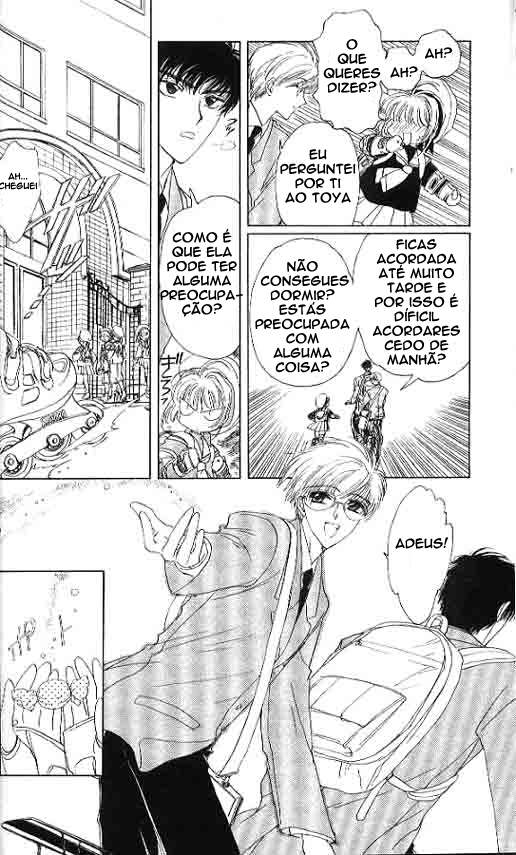 AH?
AH?
O
QUE
QUERES
DIZER?
EU
PERGUNTEI
POR TI
AO TOYA
FICAS
ACORDADA
ATÉ MUITO
TARDE E
POR ISSO É
DÍFICIL
ACORDARES
CEDO DE
MANHÃ?
NÃO
CONSEGUES
DORMIR?
ESTÁS
PREOCUPADA
COM
ALGUMA
COISA?
COMO É
QUE ELA
PODE TER
ALGUMA
PREOCUPA-
ÇÃO?
AH...
CHEGUEI
ADEUS!